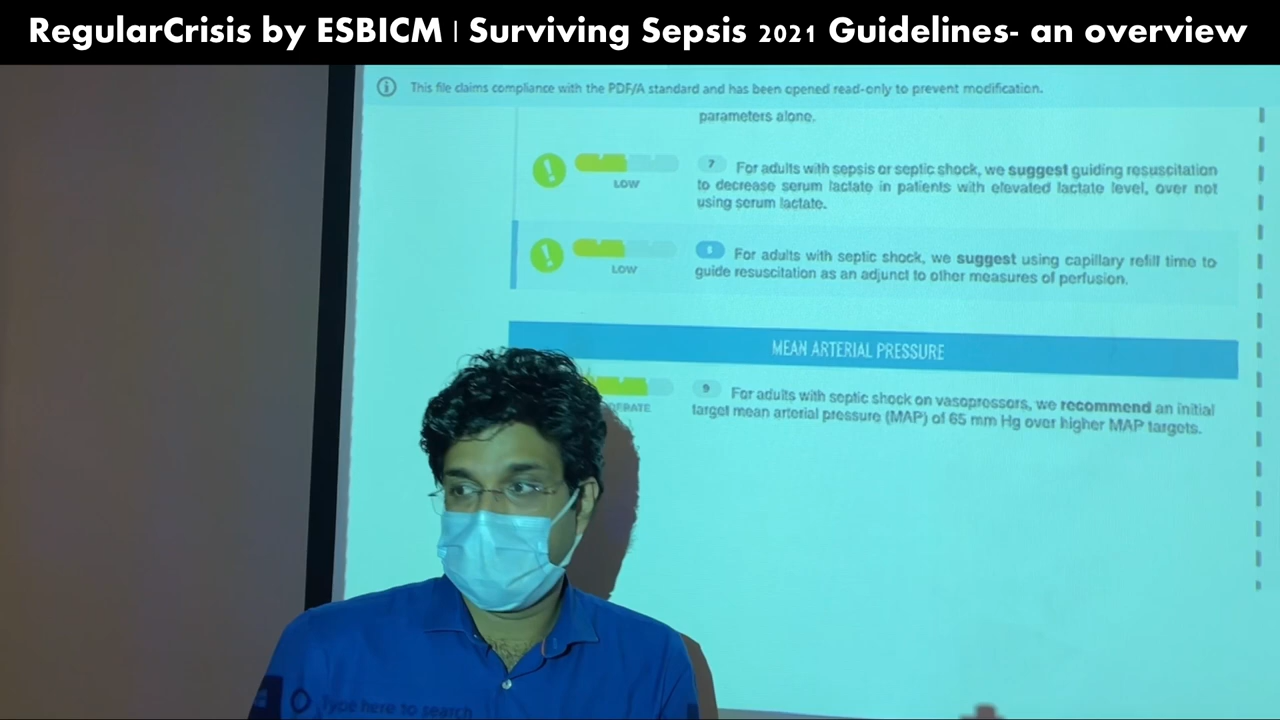 RegularCrisis by ESBICM | Surviving Sepsis 2021 Guidelines- an overview
This file claims compliance with the PDF/A standard and has been opened read-only to prevent modification.
parameters alone.
LOW
7 For adults with sepsis or septic shock, we suggest guiding resuscitation
to decrease serum lactate in patients with elevated lactate level, over not
using serum lactate.
LOW
8 For adults with septic shock, we suggest using capillary refill time to
guide resuscitation as an adjunct to other measures of perfusion.
MEAN ARTERIAL PRESSURE
9 For adults with septic shock on vasopressors, we recommend an initial
target mean arterial pressure (MAP) of 65 mm Hg over higher MAP targets.
Type here to search